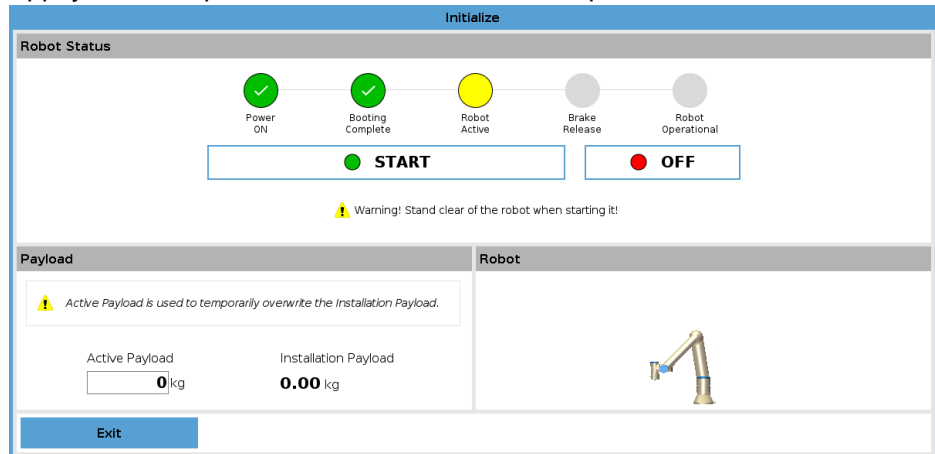 Initialize
Robot Status
Power
ON
Booting
Complete
Robot
Active
Brake
Release
Robot
Operational
START
OFF
Warning! Stand clear of the robot when starting it!
Payload
Robot
Active Payload is used to temporarily overwrite the Installation Payload.
Active Payload
Installation Payload
0 kg
0.00 kg
Exit